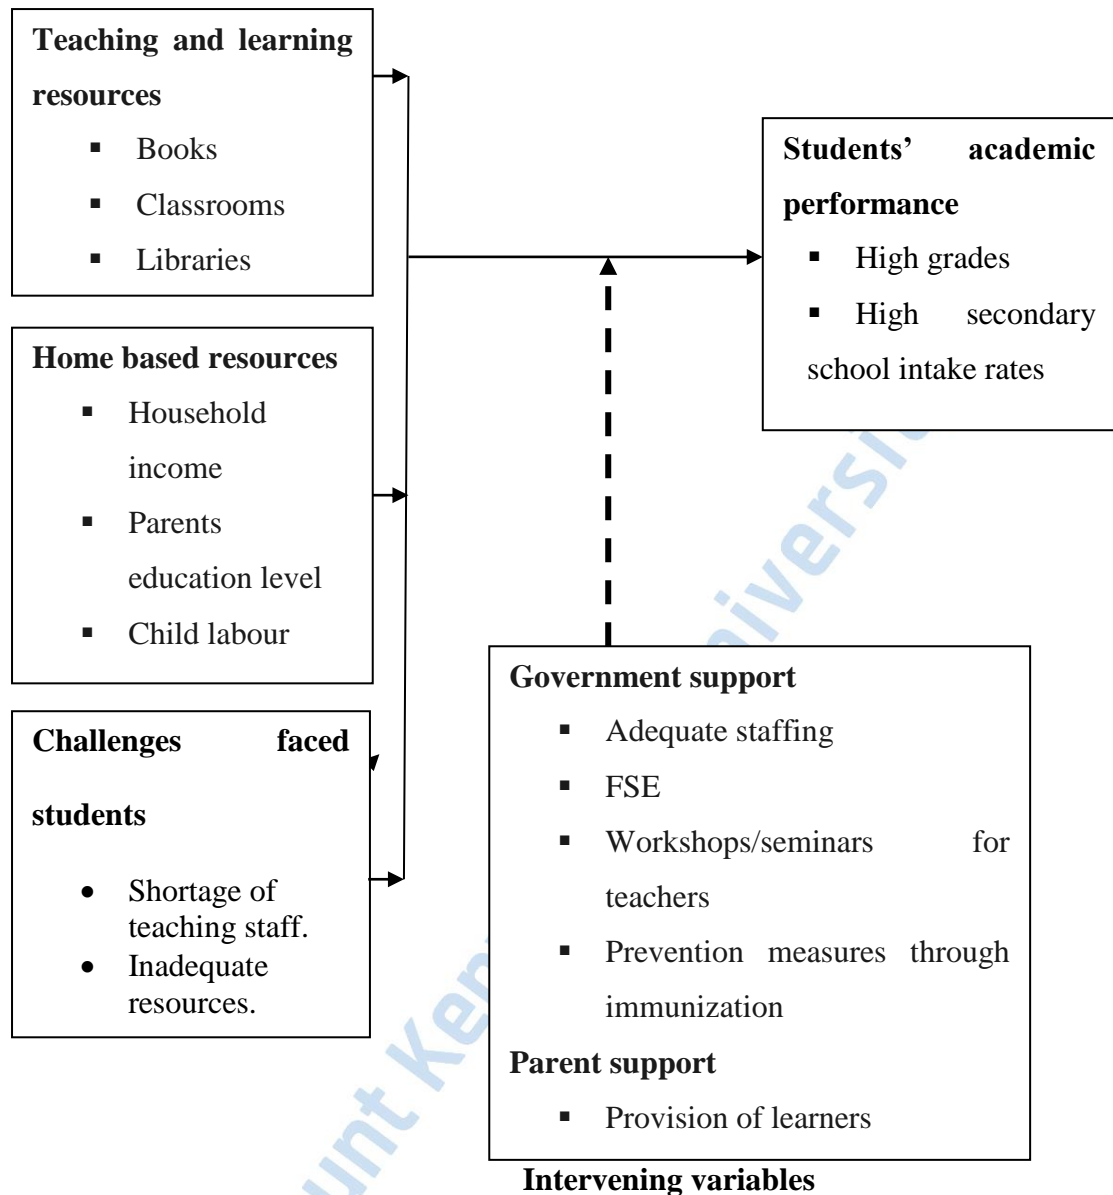 Teaching and learning
resources
▪ Books
▪ Classrooms
▪ Libraries
Home based resources
▪ Household
income
▪ Parents
education level
▪ Child labour
Challenges faced
students
• Shortage of
teaching staff.
• Inadequate
resources.
Students’ academic
performance
▪ High grades
▪ High secondary
school intake rates
Government support
▪ Adequate staffing
▪ FSE
▪ Workshops/seminars for
teachers
▪ Prevention measures through
immunization
Parent support
▪ Provision of learners
Intervening variables